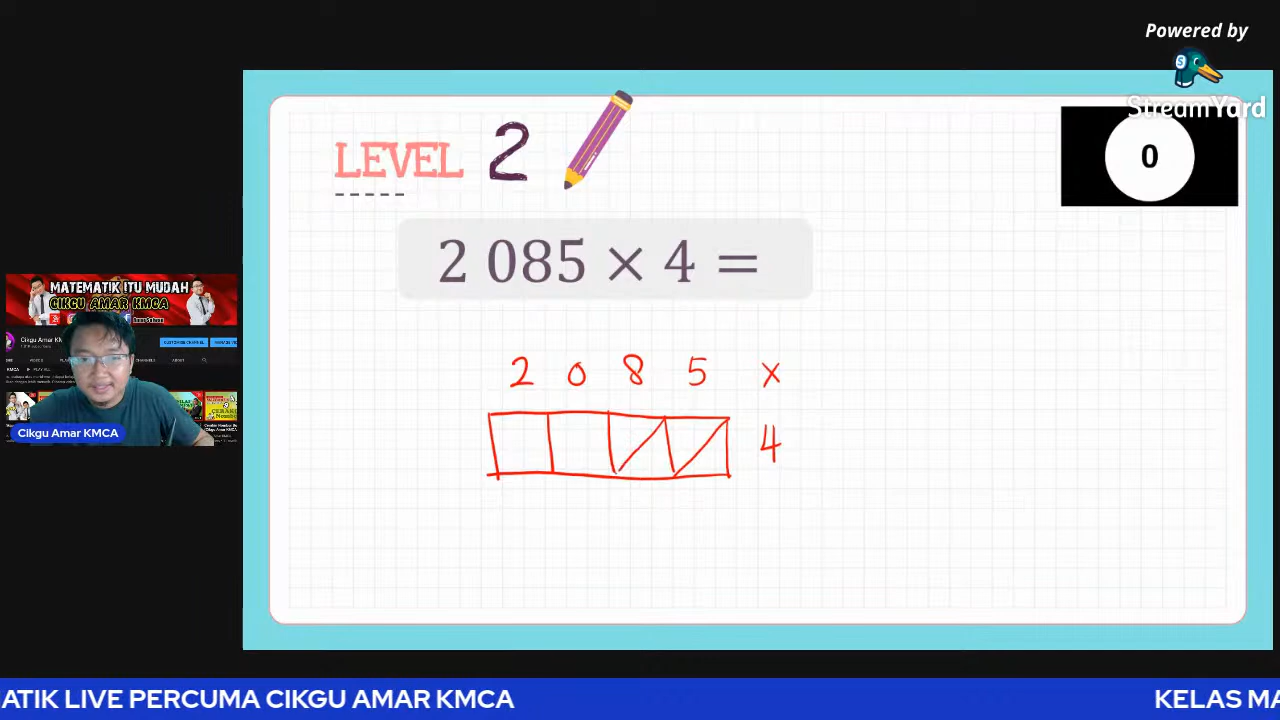 Powered by
StreamYard
LEVEL 2
0
2 085 × 4 =
2 0 8 5 x
4
MATEMATIK ITU MUDAH
CIKGU AMAR KMCA
Cikgu Amar KMCA
ATIK LIVE PERCUMA CIKGU AMAR KMCA
KELAS MA